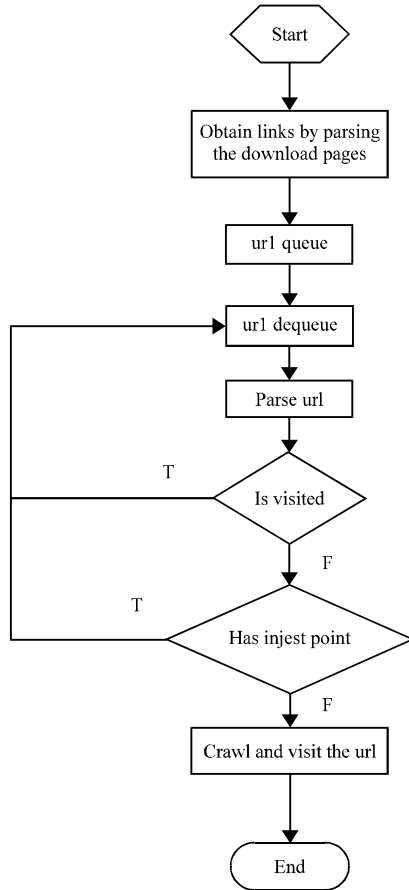 Start
Obtain links by parsing
the download pages
ur1 queue
ur1 dequeue
Parse url
T
Is visited
F
T
Has injest point
F
Crawl and visit the url
End